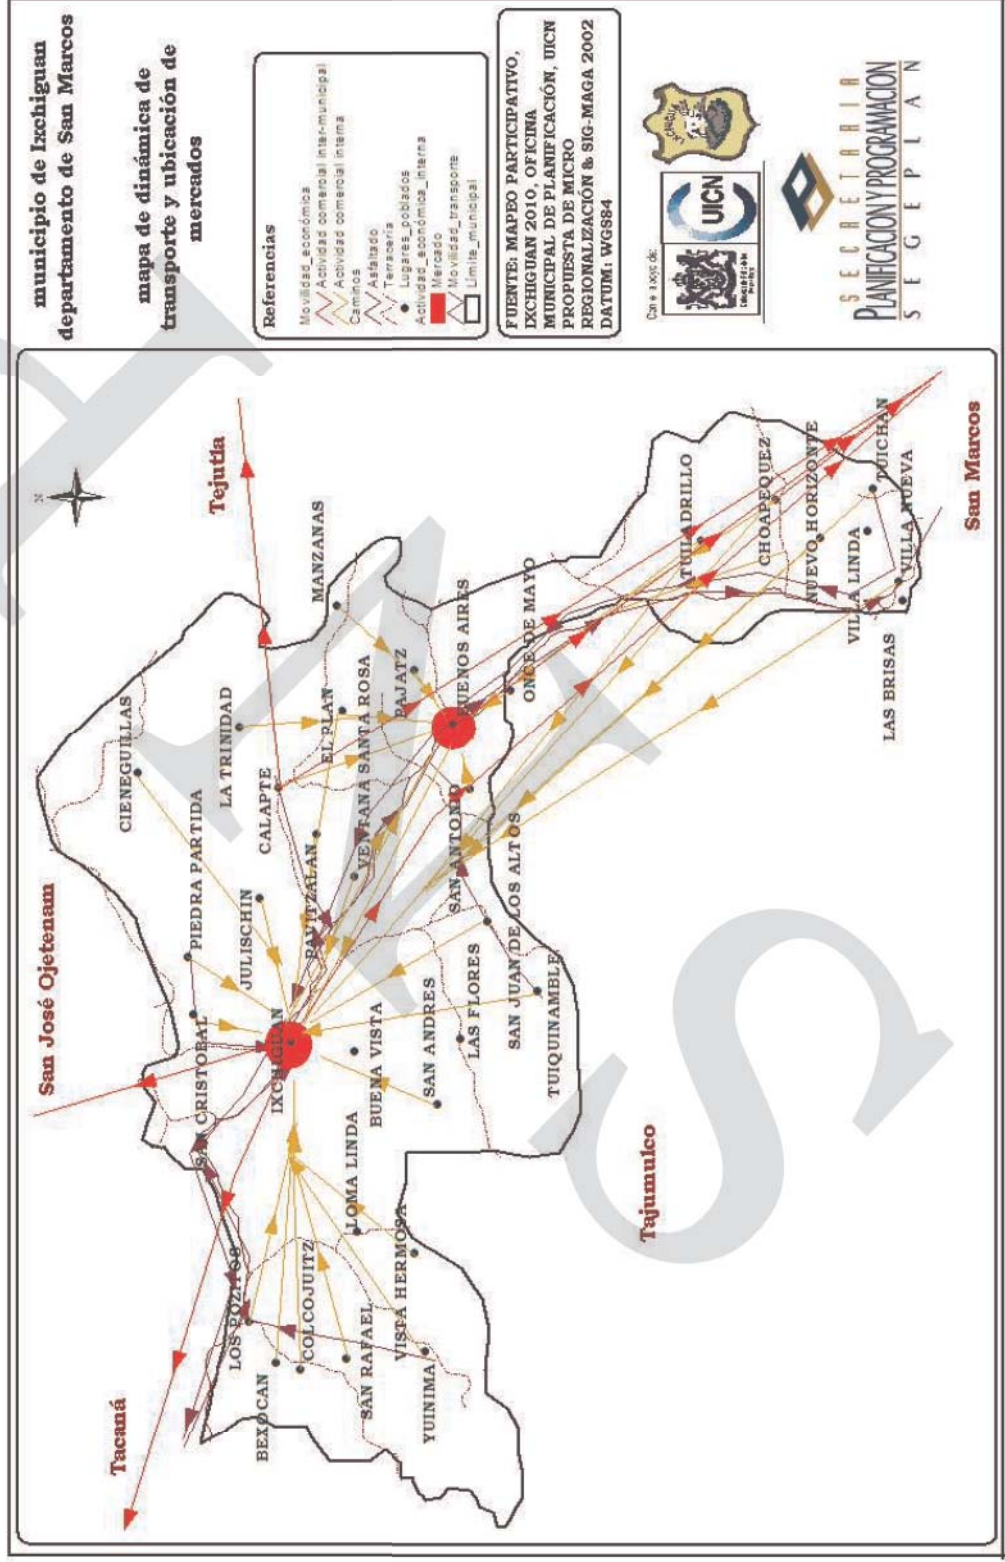 municipio de Ixchiguan
departamento de San Marcos
mapa de dinámica de
transporte y ubicación de
mercados
Referencias
Movilidad_económica
Actividad comercial inter-municipal
Actividad comercial interna
Caminos
Asfaltado
Terracería
Lugares_poblados
Actividad_económica_interna
Mercado
Movilidad_transporte
Límite_municipal
FUENTE: MAPEO PARTICIPATIVO,
IXCHIGUAN 2010, OFICINA
MUNICIPAL DE PLANIFICACIÓN, UICN
PROPUESTA DE MICRO
REGIONALIZACIÓN & SIG-MAGA 2002
DATUM: WGS84
Con el apoyo de:
UICN
SECRETARIA
PLANIFICACION Y PROGRAMACION
SEGEPLAN
N
Tacaná
San José Ojetenam
Tejutla
San Marcos
Tajumulco
CIENEGUILLAS
PIEDRA PARTIDA
LA TRINIDAD
MANZANAS
CALAPTE
JULISCHIN
EL PLAN
SAN CRISTOBAL
IXCHIGUAN
PAVITZALAN
VENTANA SANTA ROSA
PAJATZ
BUENOS AIRES
LOS POZITOS
BEXOCAN
COLCOJUITZ
LOMA LINDA
BUENA VISTA
SAN ANDRES
SAN ANTONIO
ONCE DE MAYO
SAN RAFAEL
VISTA HERMOSA
YUINIMA
LAS FLORES
SAN JUAN DE LOS ALTOS
TUIQUINAMBLE
TUILADRILLO
CHOAPEQUEZ
NUEVO HORIZONTE
TUICHAN
VILLA LINDA
VILLA NUEVA
LAS BRISAS